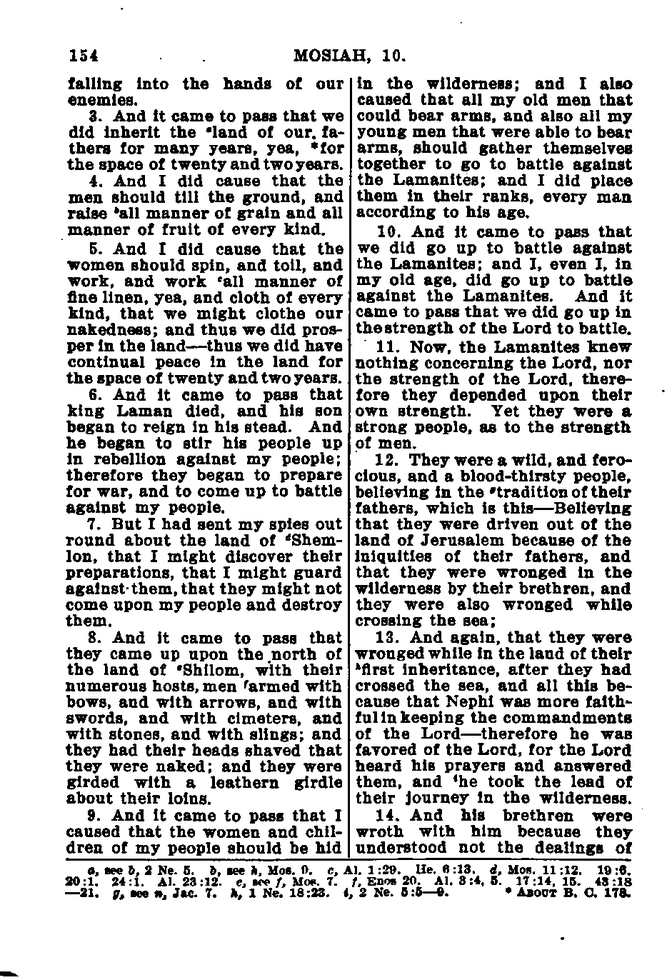 154 MOSIAH, 10.
falling into the hands of our
enemies.
3. And it came to pass that we
did inherit the ᵃland of our fa-
thers for many years, yea, *for
the space of twenty and two years.
4. And I did cause that the
men should till the ground, and
raise ᵇall manner of grain and all
manner of fruit of every kind.
5. And I did cause that the
women should spin, and toil, and
work, and work ᶜall manner of
fine linen, yea, and cloth of every
kind, that we might clothe our
nakedness; and thus we did pros-
per in the land—thus we did have
continual peace in the land for
the space of twenty and two years.
6. And it came to pass that
king Laman died, and his son
began to reign in his stead. And
he began to stir his people up
in rebellion against my people;
therefore they began to prepare
for war, and to come up to battle
against my people.
7. But I had sent my spies out
round about the land of ᵈShem-
lon, that I might discover their
preparations, that I might guard
against them, that they might not
come upon my people and destroy
them.
8. And it came to pass that
they came up upon the north of
the land of ᵉShilom, with their
numerous hosts, men ᶠarmed with
bows, and with arrows, and with
swords, and with cimeters, and
with stones, and with slings; and
they had their heads shaved that
they were naked; and they were
girded with a leathern girdle
about their loins.
9. And it came to pass that I
caused that the women and chil-
dren of my people should be hid
in the wilderness; and I also
caused that all my old men that
could bear arms, and also all my
young men that were able to bear
arms, should gather themselves
together to go to battle against
the Lamanites; and I did place
them in their ranks, every man
according to his age.
10. And it came to pass that
we did go up to battle against
the Lamanites; and I, even I, in
my old age, did go up to battle
against the Lamanites. And it
came to pass that we did go up in
the strength of the Lord to battle.
11. Now, the Lamanites knew
nothing concerning the Lord, nor
the strength of the Lord, there-
fore they depended upon their
own strength. Yet they were a
strong people, as to the strength
of men.
12. They were a wild, and fero-
cious, and a blood-thirsty people,
believing in the ᵍtradition of their
fathers, which is this—Believing
that they were driven out of the
land of Jerusalem because of the
iniquities of their fathers, and
that they were wronged in the
wilderness by their brethren, and
they were also wronged while
crossing the sea;
13. And again, that they were
wronged while in the land of their
ʰfirst inheritance, after they had
crossed the sea, and all this be-
cause that Nephi was more faith-
ful in keeping the commandments
of the Lord—therefore he was
favored of the Lord, for the Lord
heard his prayers and answered
them, and ⁱhe took the lead of
their journey in the wilderness.
14. And his brethren were
wroth with him because they
understood not the dealings of
a, see b, 2 Ne. 5. b, see h, Mos. 9. c, Al. 1:29. He. 6:13. d, Mos. 11:12. 19:6.
20:1. 24:1. Al. 23:12. e, see f, Mos. 7. f, Enos 20. Al. 3:4, 5. 17:14, 15. 43:18
—21. g, see n, Jac. 7. h, 1 Ne. 18:23. i, 2 Ne. 5:5—9. * ABOUT B. C. 178.